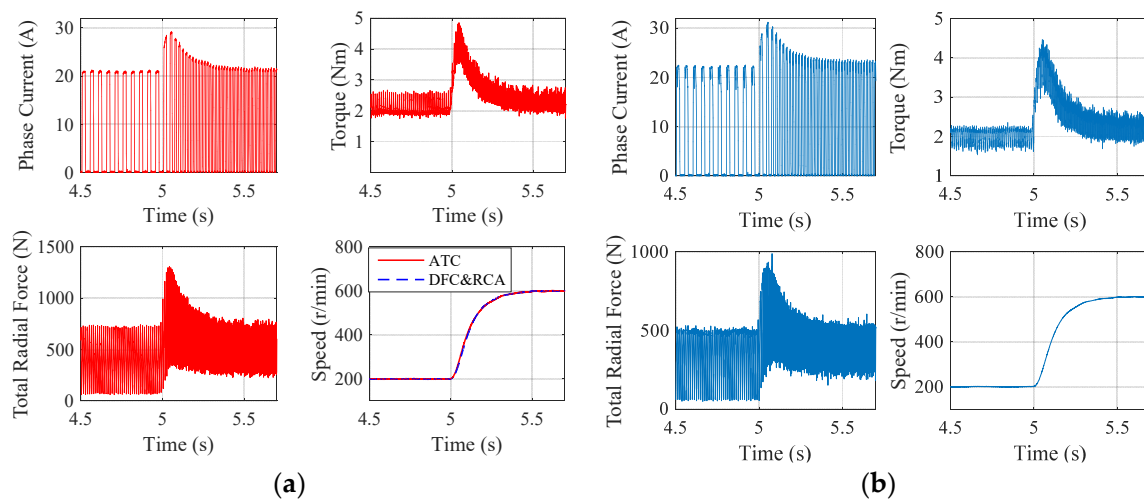 Phase Current (A)
30
20
10
0
4.5 5 5.5
Time (s)
Torque (Nm)
5
4
3
2
1
4.5 5 5.5
Time (s)
Total Radial Force (N)
1500
1000
500
0
4.5 5 5.5
Time (s)
Speed (r/min)
800
600
400
200
ATC
DFC&RCA
4.5 5 5.5
Time (s)
(a)
Phase Current (A)
30
20
10
0
4.5 5 5.5
Time (s)
Torque (Nm)
5
4
3
2
1
4.5 5 5.5
Time (s)
Total Radial Force (N)
1000
500
0
4.5 5 5.5
Time (s)
Speed (r/min)
800
600
400
200
4.5 5 5.5
Time (s)
(b)